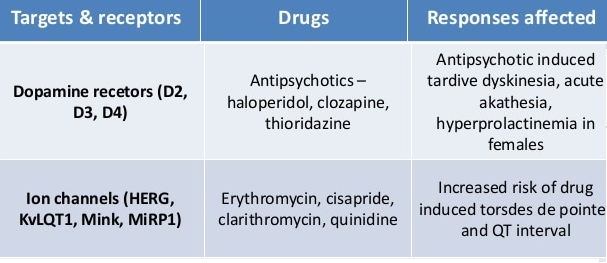 Targets & receptors
Drugs
Responses affected
Dopamine recetors (D2,
D3, D4)
Antipsychotics –
haloperidol, clozapine,
thioridazine
Antipsychotic induced
tardive dyskinesia, acute
akathesia,
hyperprolactinemia in
females
Ion channels (HERG,
KvLQT1, Mink, MiRP1)
Erythromycin, cisapride,
clarithromycin, quinidine
Increased risk of drug
induced torsdes de pointe
and QT interval